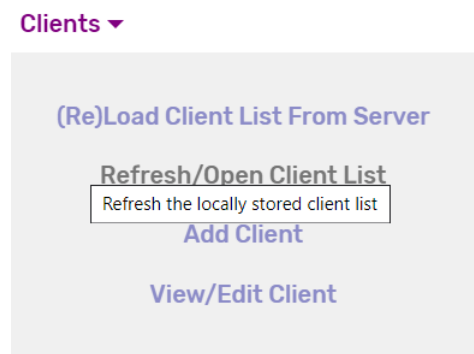 Clients
(Re)Load Client List From Server
Refresh/Open Client List
Refresh the locally stored client list
Add Client
View/Edit Client